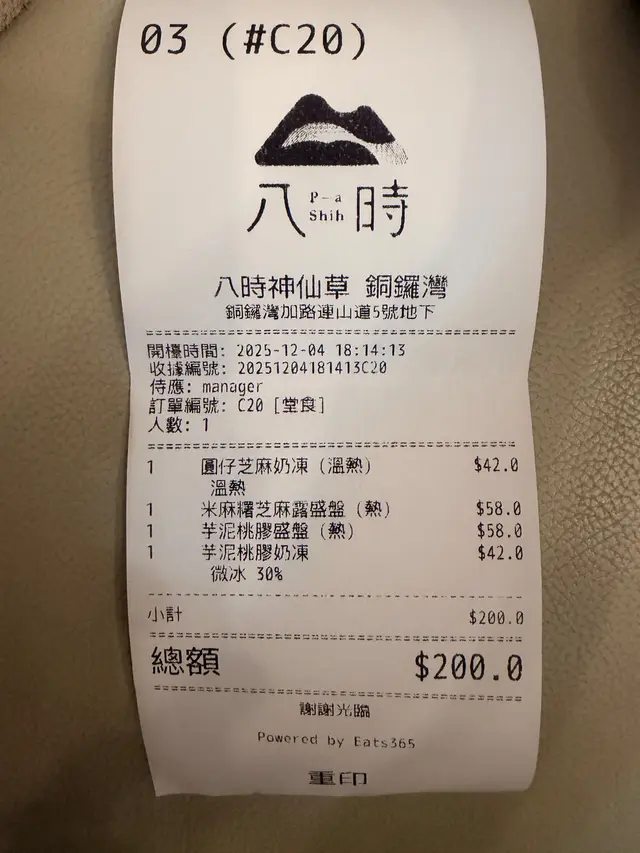 03 (#C20)
八 P-a Shih 時
八時神仙草 銅鑼灣
銅鑼灣加路連山道5號地下
開檯時間: 2025-12-04 18:14:13
收據編號: 20251204181413C20
侍應: manager
訂單編號: C20 [堂食]
人數: 1
1 圓仔芝麻奶凍 (溫熱) $42.0
溫熱
1 米麻糬芝麻露盛盤 (熱) $58.0
1 芋泥桃膠盛盤 (熱) $58.0
1 芋泥桃膠奶凍 $42.0
微冰 30%
小計 $200.0
總額 $200.0
謝謝光臨
Powered by Eats365
重印